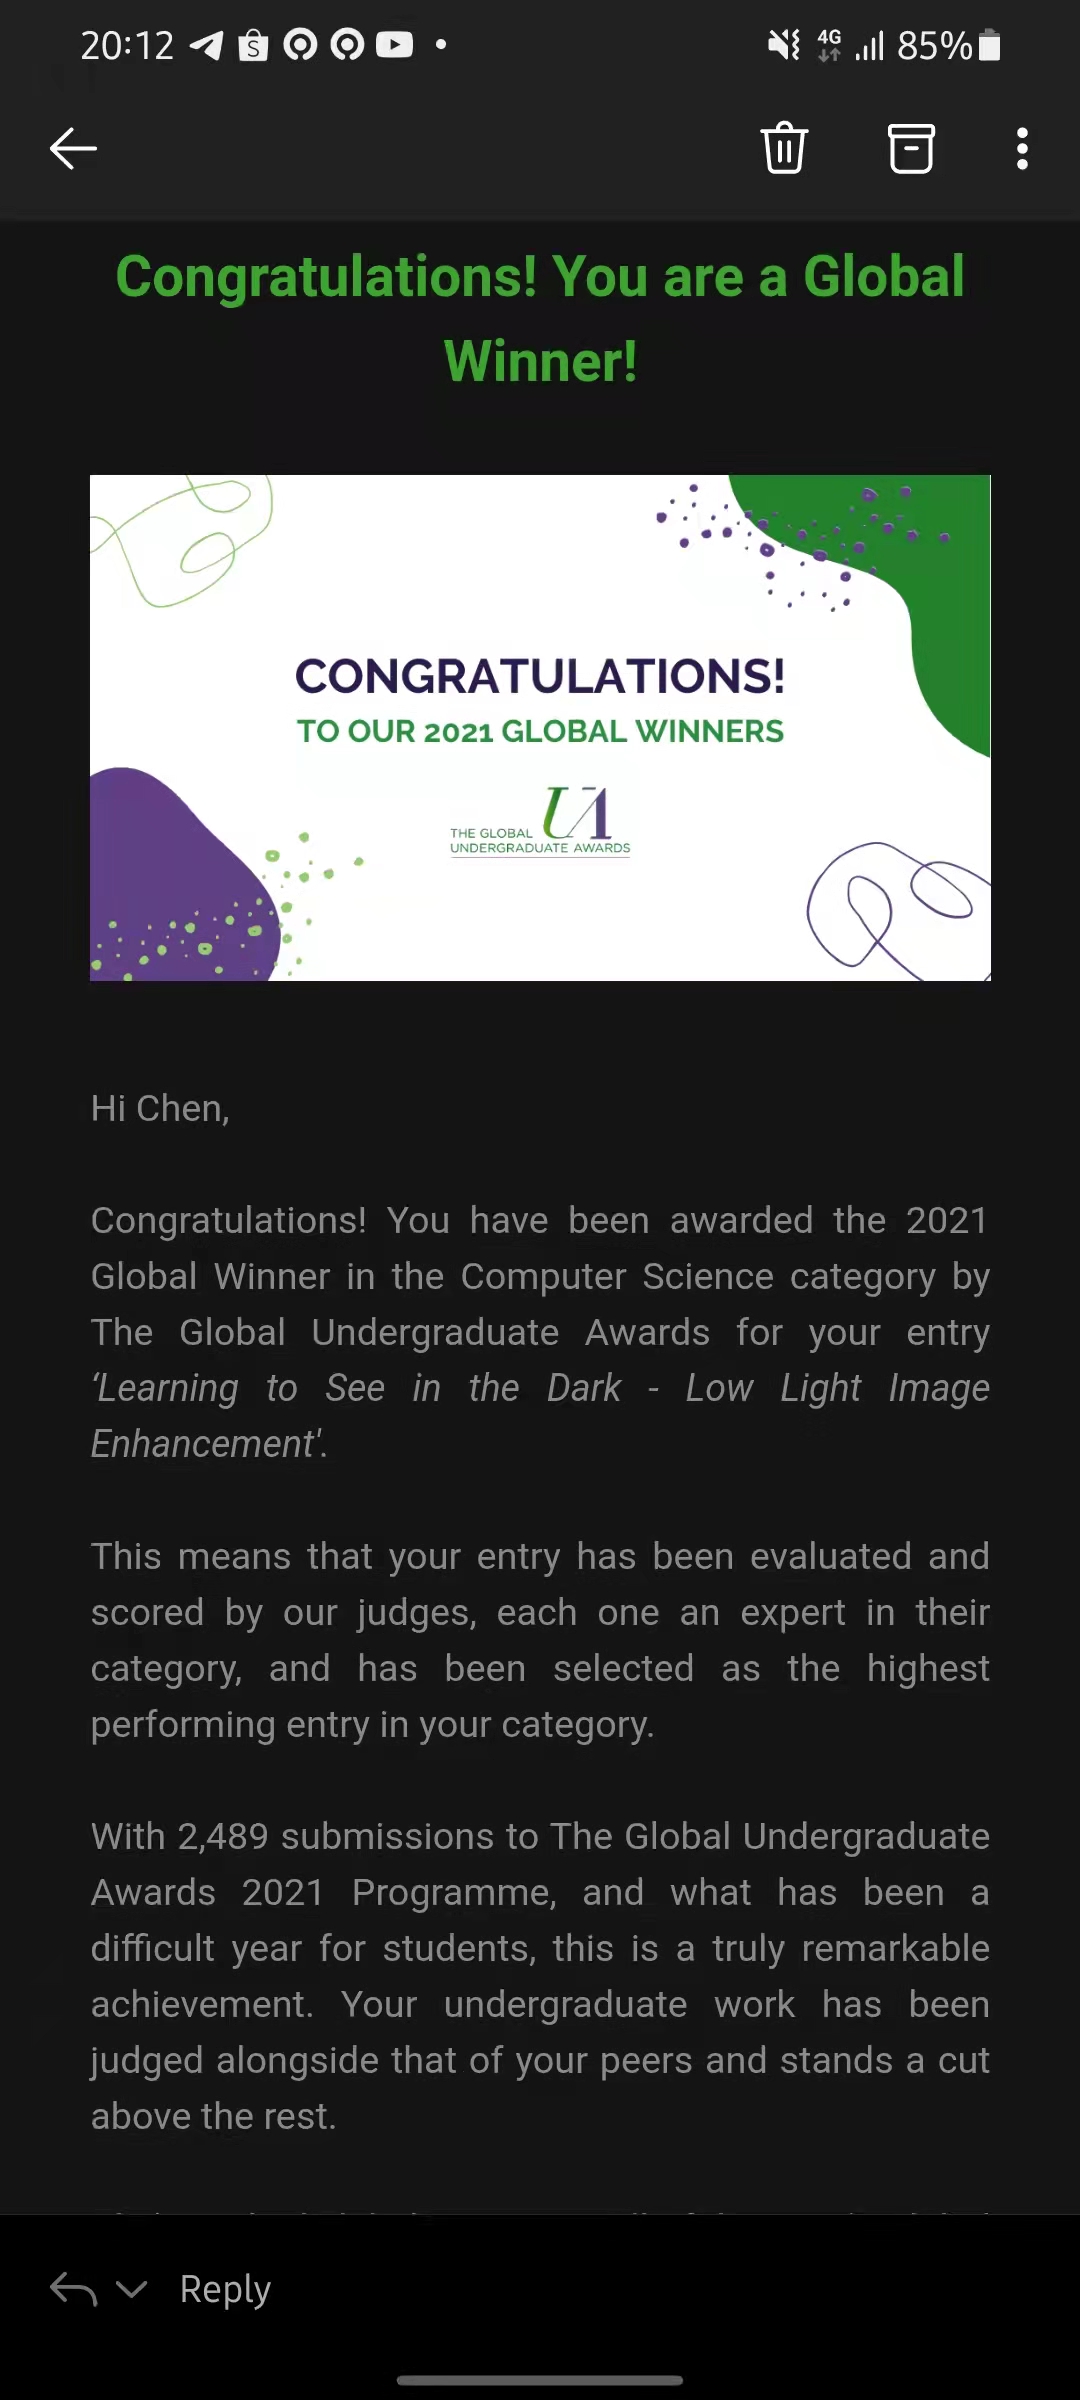 20:12
4G
85%
Congratulations! You are a Global
Winner!
CONGRATULATIONS!
TO OUR 2021 GLOBAL WINNERS
UA
THE GLOBAL
UNDERGRADUATE AWARDS
Hi Chen,
Congratulations! You have been awarded the 2021
Global Winner in the Computer Science category by
The Global Undergraduate Awards for your entry
‘Learning to See in the Dark - Low Light Image
Enhancement'.
This means that your entry has been evaluated and
scored by our judges, each one an expert in their
category, and has been selected as the highest
performing entry in your category.
With 2,489 submissions to The Global Undergraduate
Awards 2021 Programme, and what has been a
difficult year for students, this is a truly remarkable
achievement. Your undergraduate work has been
judged alongside that of your peers and stands a cut
above the rest.
Reply